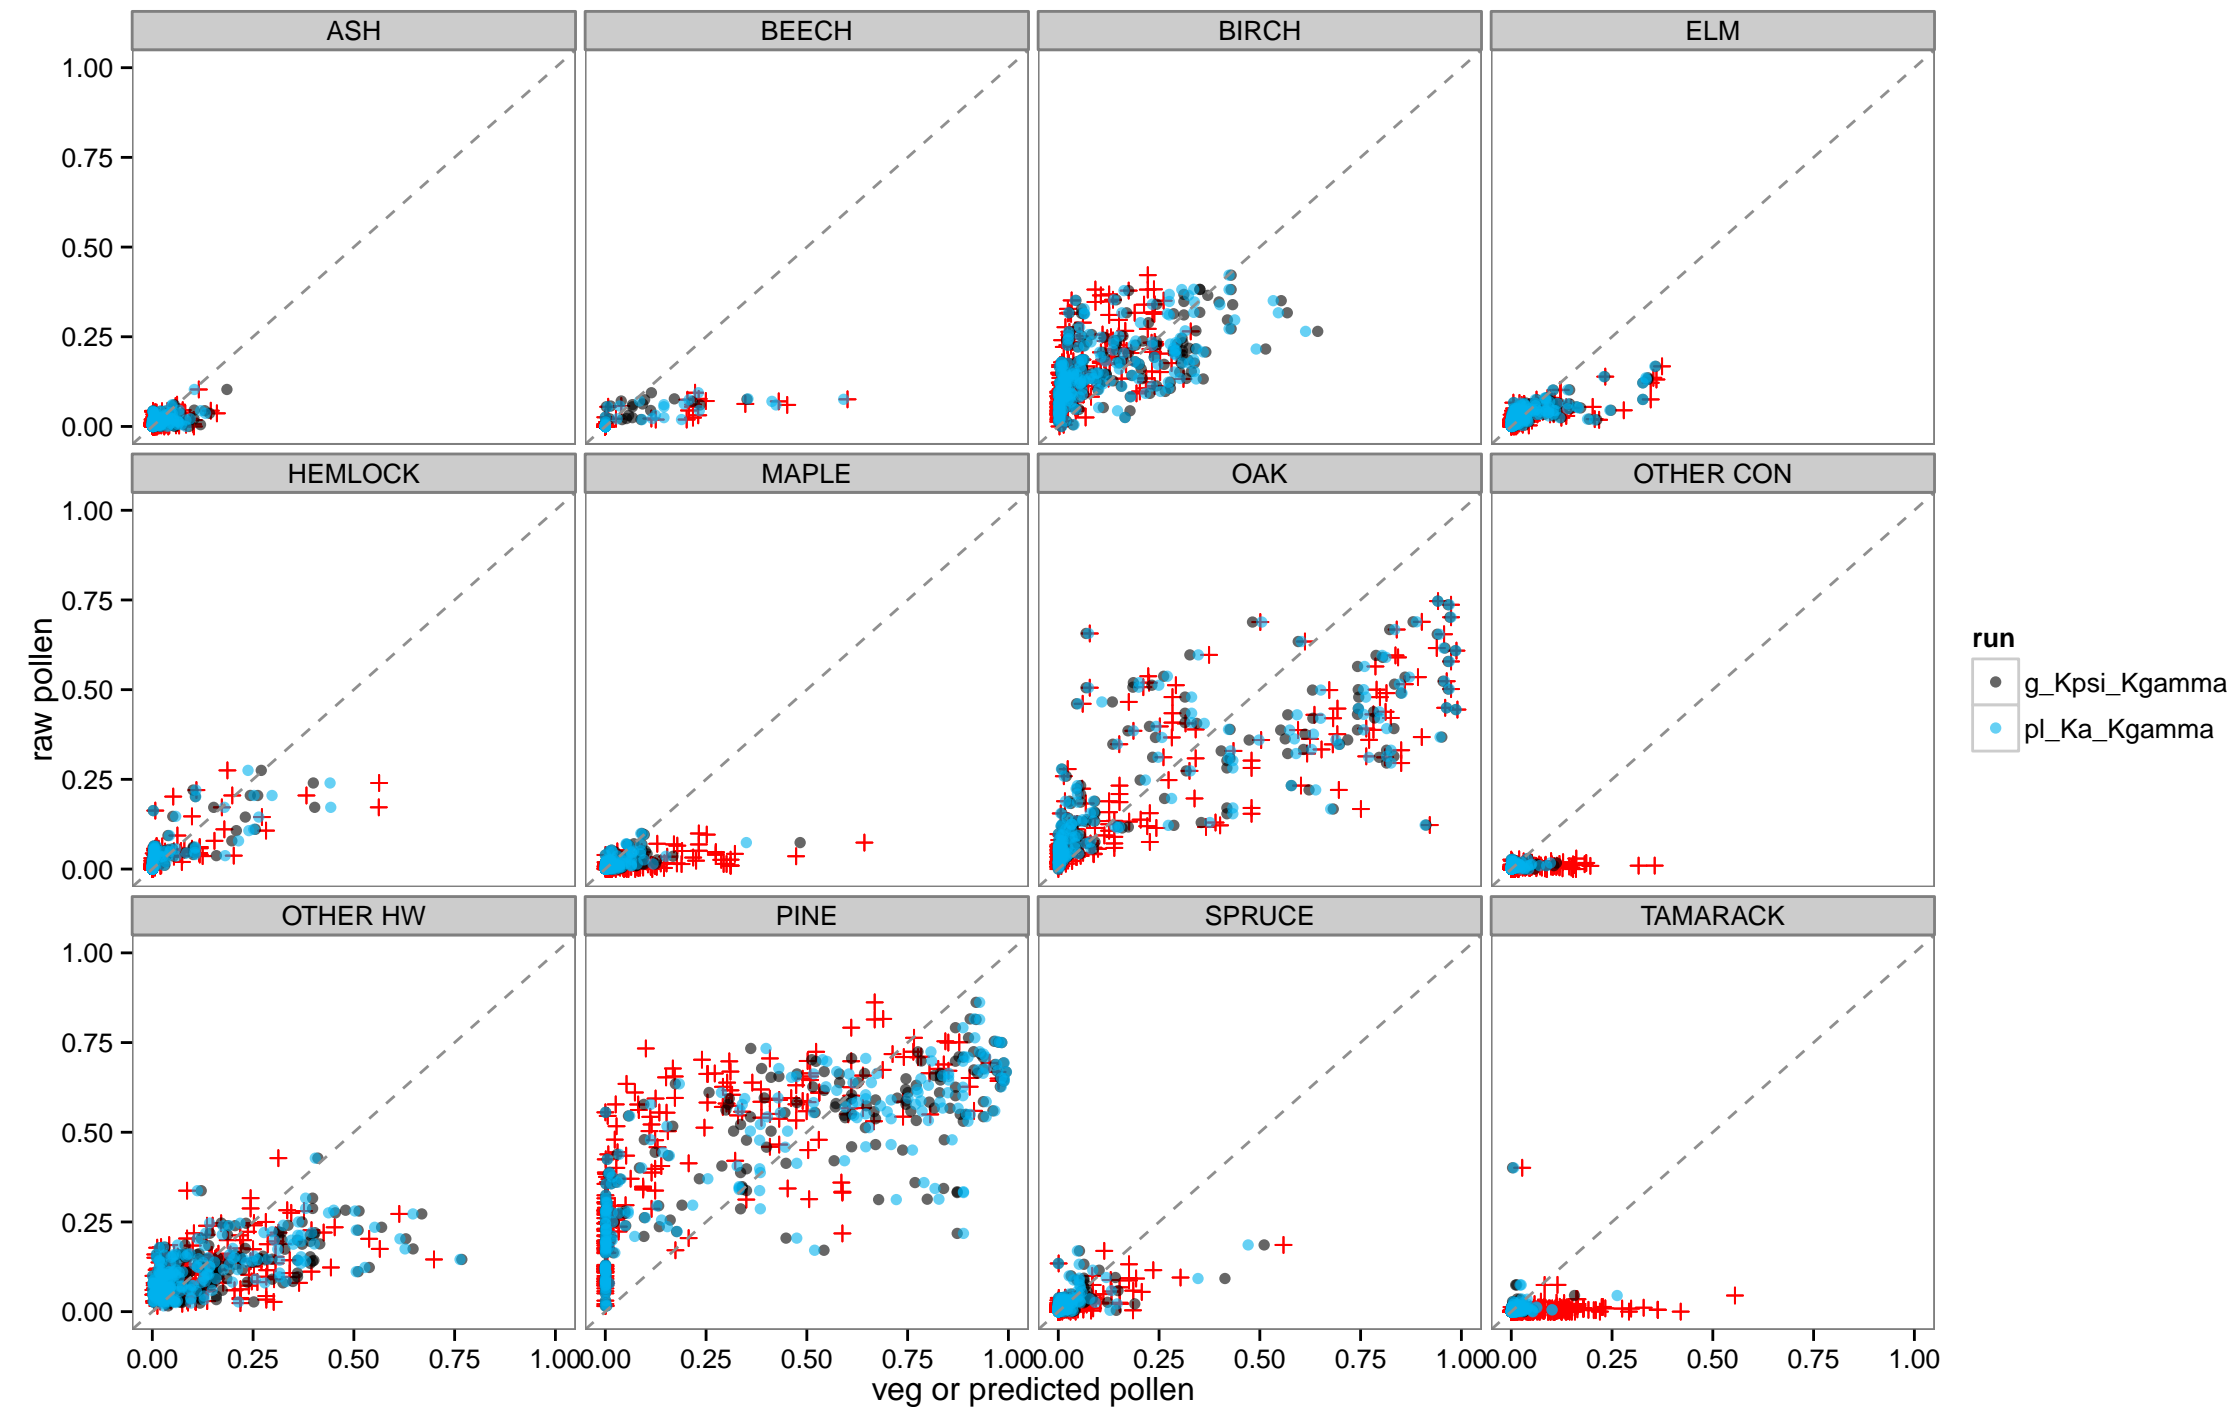 ASH BEECH BIRCH ELM
1.00
0.75
0.50
0.25
0.00
HEMLOCK MAPLE OAK OTHER CON
1.00
0.75
0.50
0.25
0.00
OTHER HW PINE SPRUCE TAMARACK
1.00
0.75
0.50
0.25
0.00
0.00 0.25 0.50 0.75 1.00 0.00 0.25 0.50 0.75 1.00 0.00 0.25 0.50 0.75 1.00 0.00 0.25 0.50 0.75 1.00
veg or predicted pollen
raw pollen
run
g_Kpsi_Kgamma
pl_Ka_Kgamma